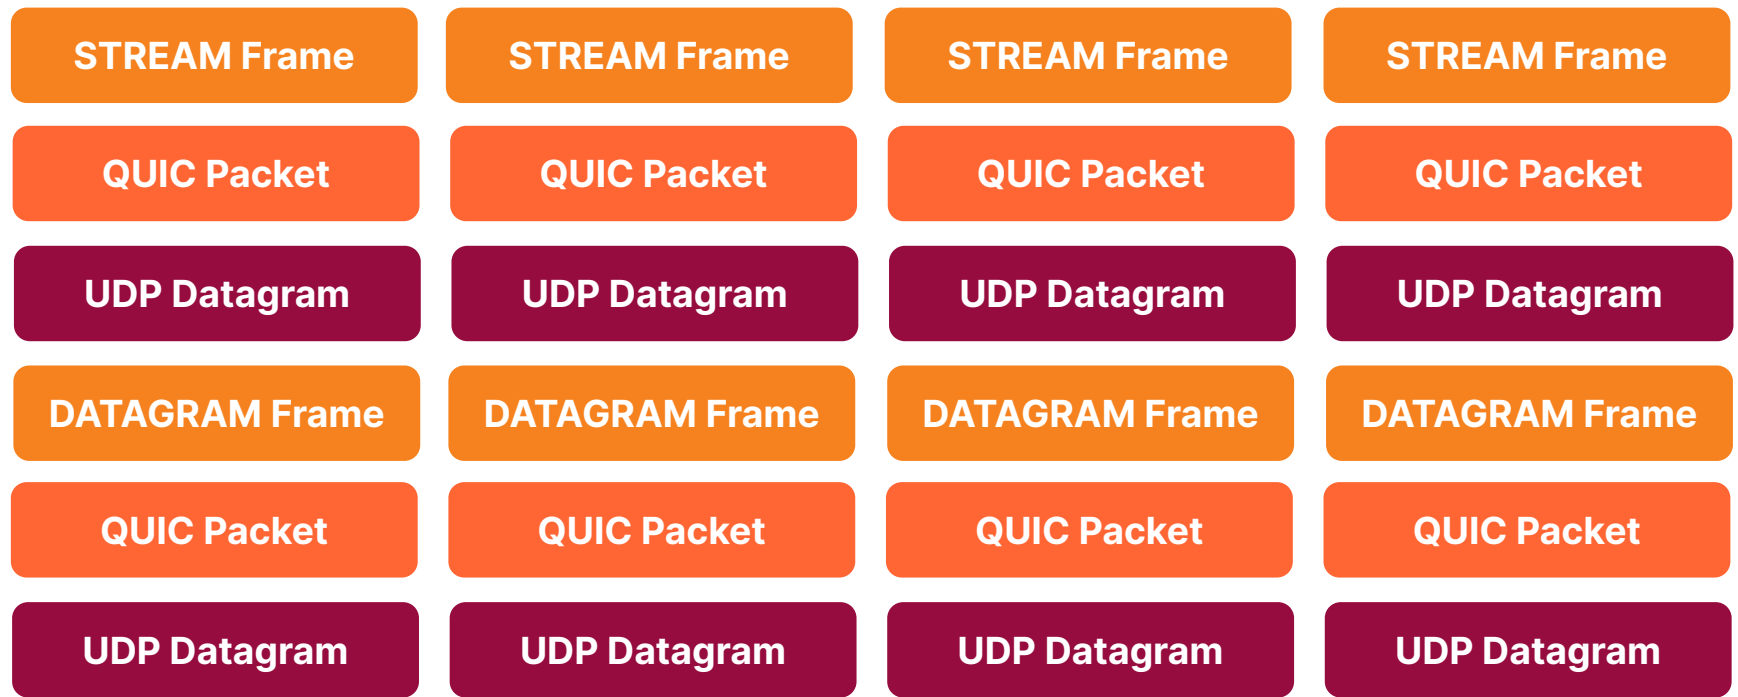 STREAM Frame STREAM Frame STREAM Frame STREAM Frame
QUIC Packet QUIC Packet QUIC Packet QUIC Packet
UDP Datagram UDP Datagram UDP Datagram UDP Datagram
DATAGRAM Frame DATAGRAM Frame DATAGRAM Frame DATAGRAM Frame
QUIC Packet QUIC Packet QUIC Packet QUIC Packet
UDP Datagram UDP Datagram UDP Datagram UDP Datagram